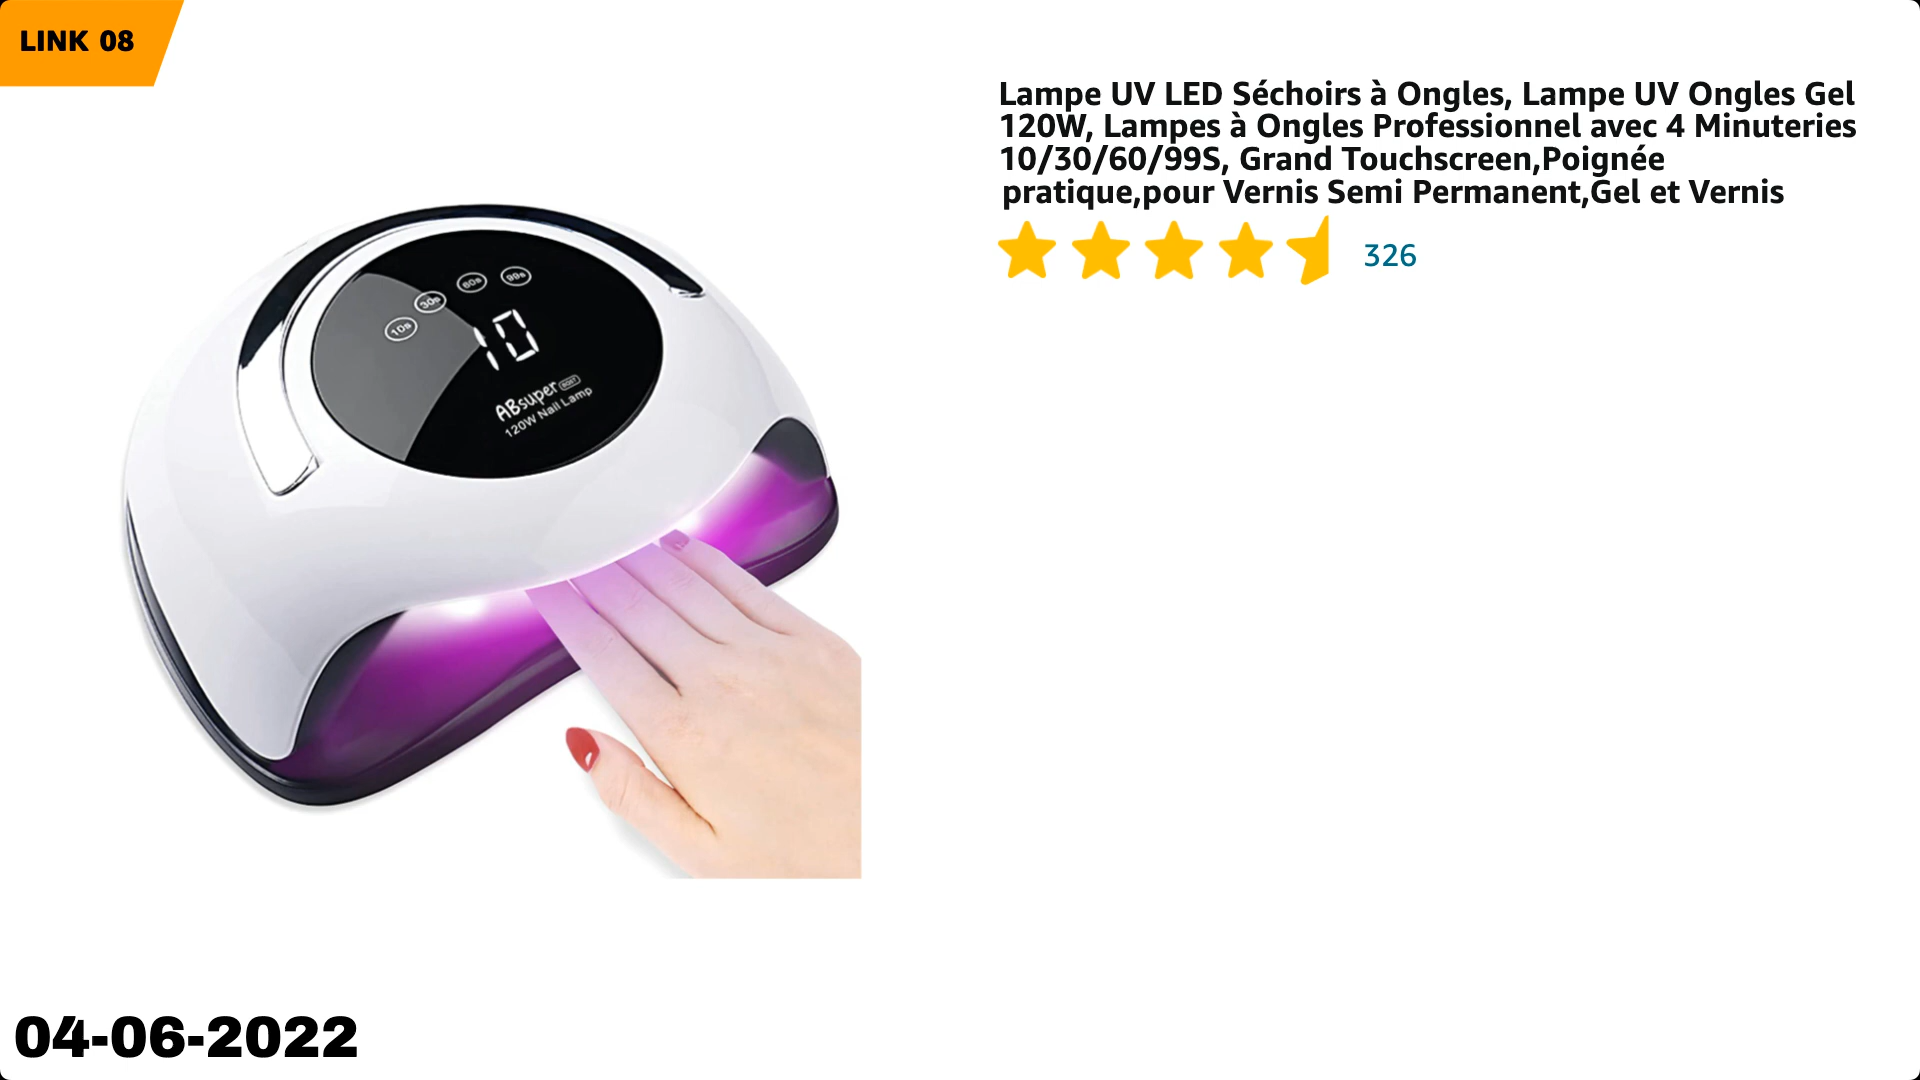 LINK 08
Lampe UV LED Séchoirs à Ongles, Lampe UV Ongles Gel
120W, Lampes à Ongles Professionnel avec 4 Minuteries
10/30/60/99S, Grand Touchscreen,Poignée
pratique,pour Vernis Semi Permanent,Gel et Vernis
326
10s
30s
60s
99s
10
ABsuper
120W Nail Lamp
04-06-2022